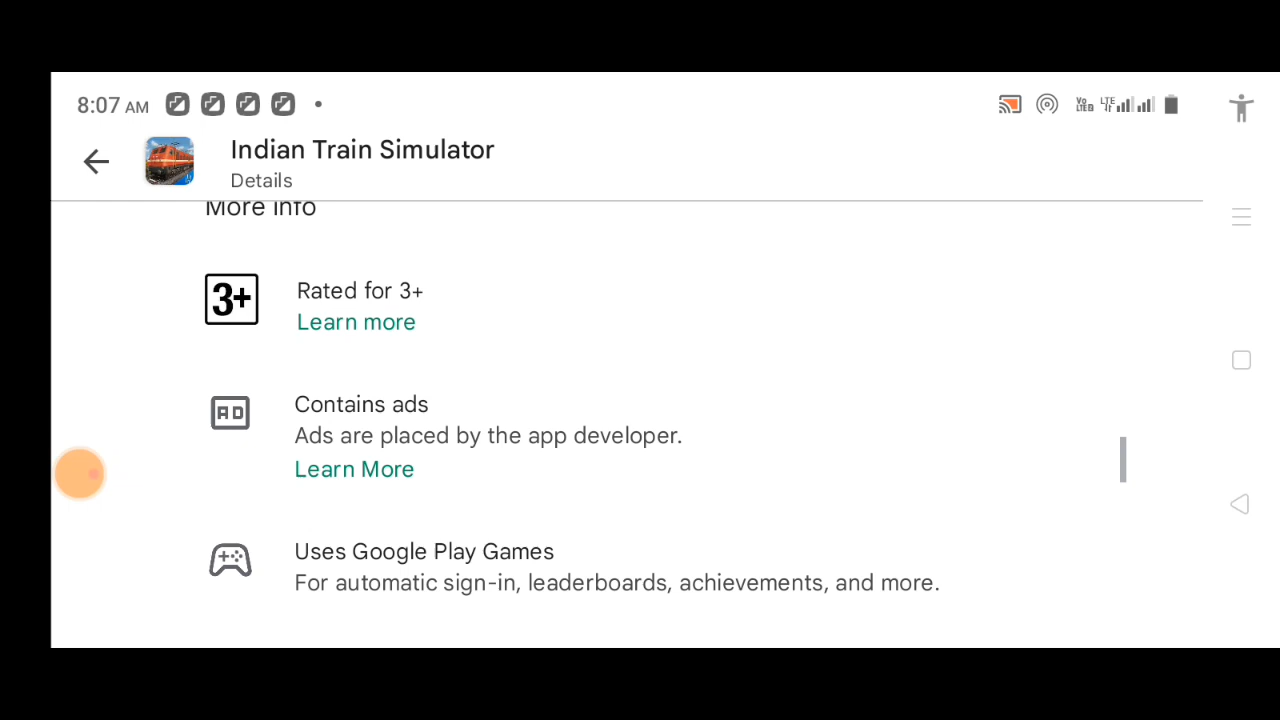 8:07 AM
Indian Train Simulator
Details
More info
3+
Rated for 3+
Learn more
AD
Contains ads
Ads are placed by the app developer.
Learn More
Uses Google Play Games
For automatic sign-in, leaderboards, achievements, and more.